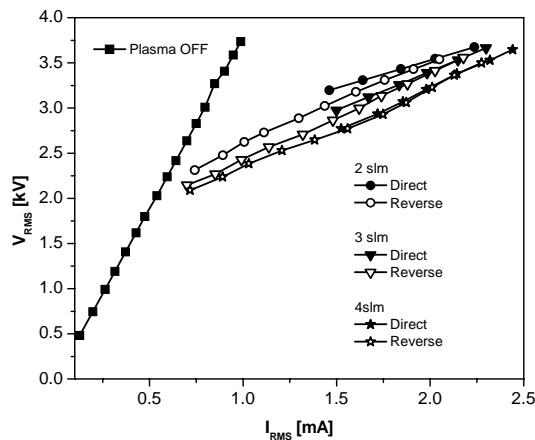 4.0
3.5
3.0
2.5
2.0
1.5
1.0
0.5
0.0
V_RMS [kV]
Plasma OFF
2 slm
Direct
Reverse
3 slm
Direct
Reverse
4slm
Direct
Reverse
0.5 1.0 1.5 2.0 2.5
I_RMS [mA]